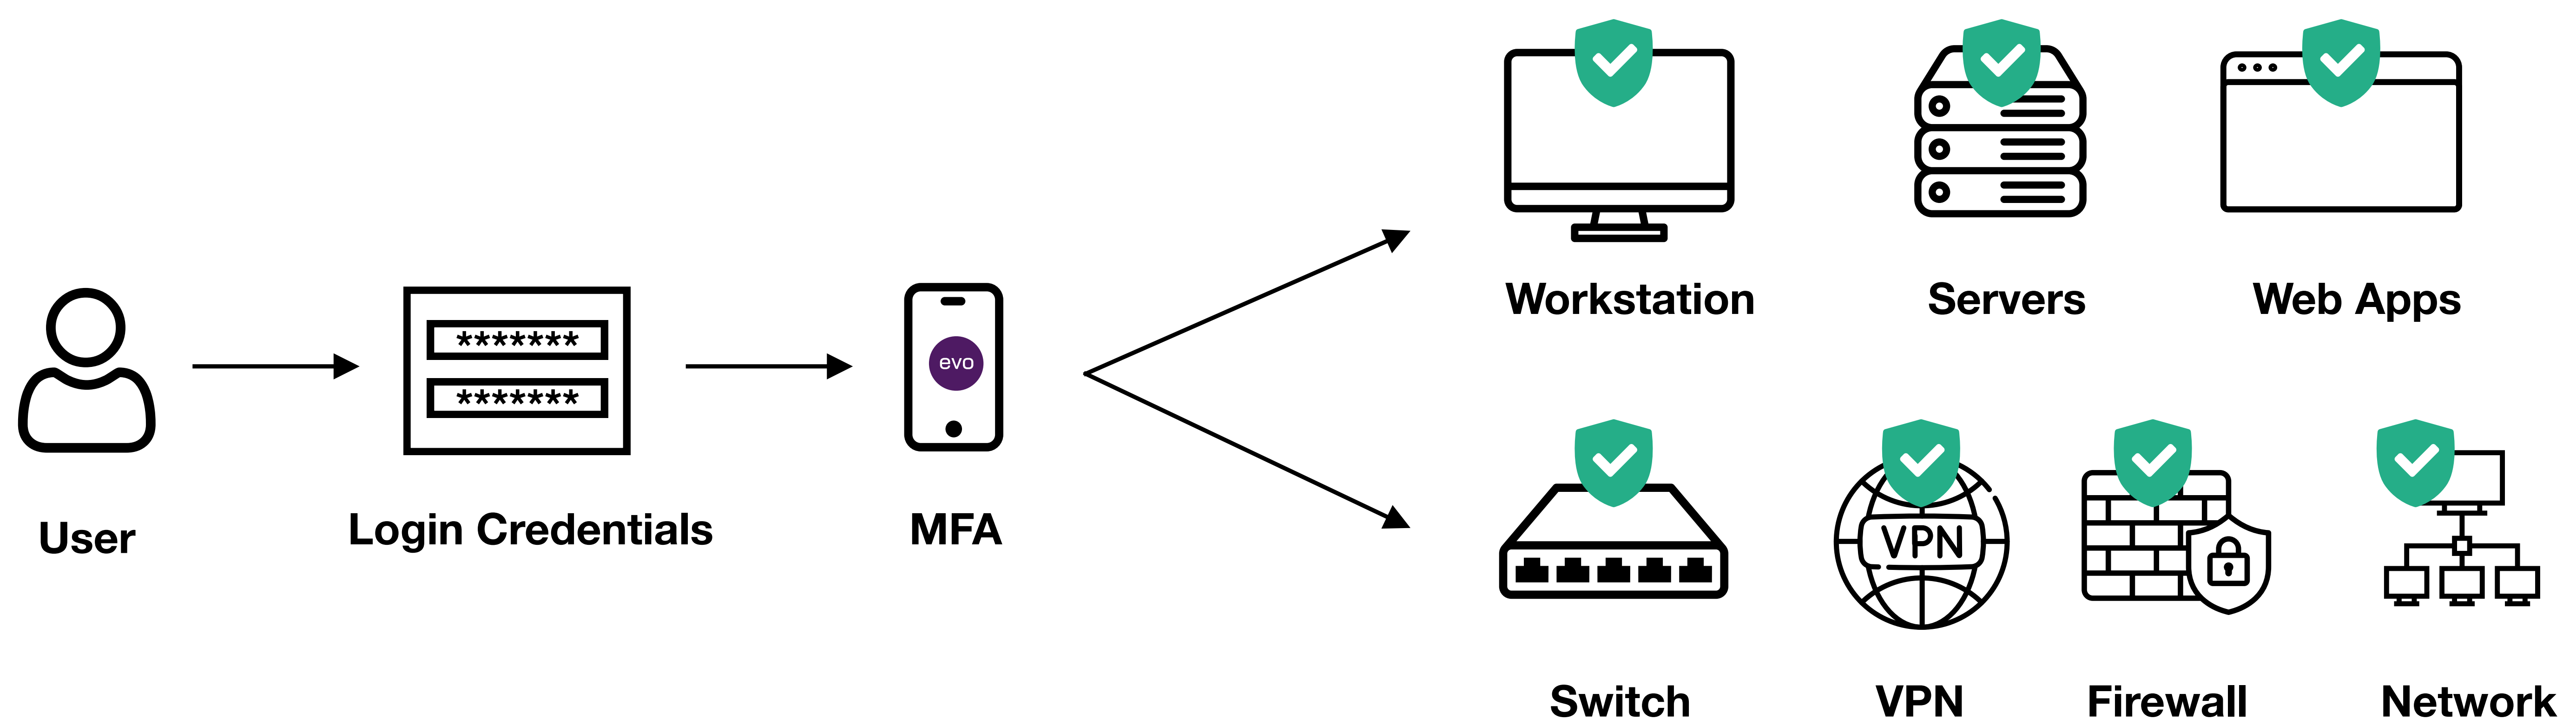 Workstation
Servers
Web Apps
*******
*******
evo
User
Login Credentials
MFA
VPN
Switch
VPN
Firewall
Network